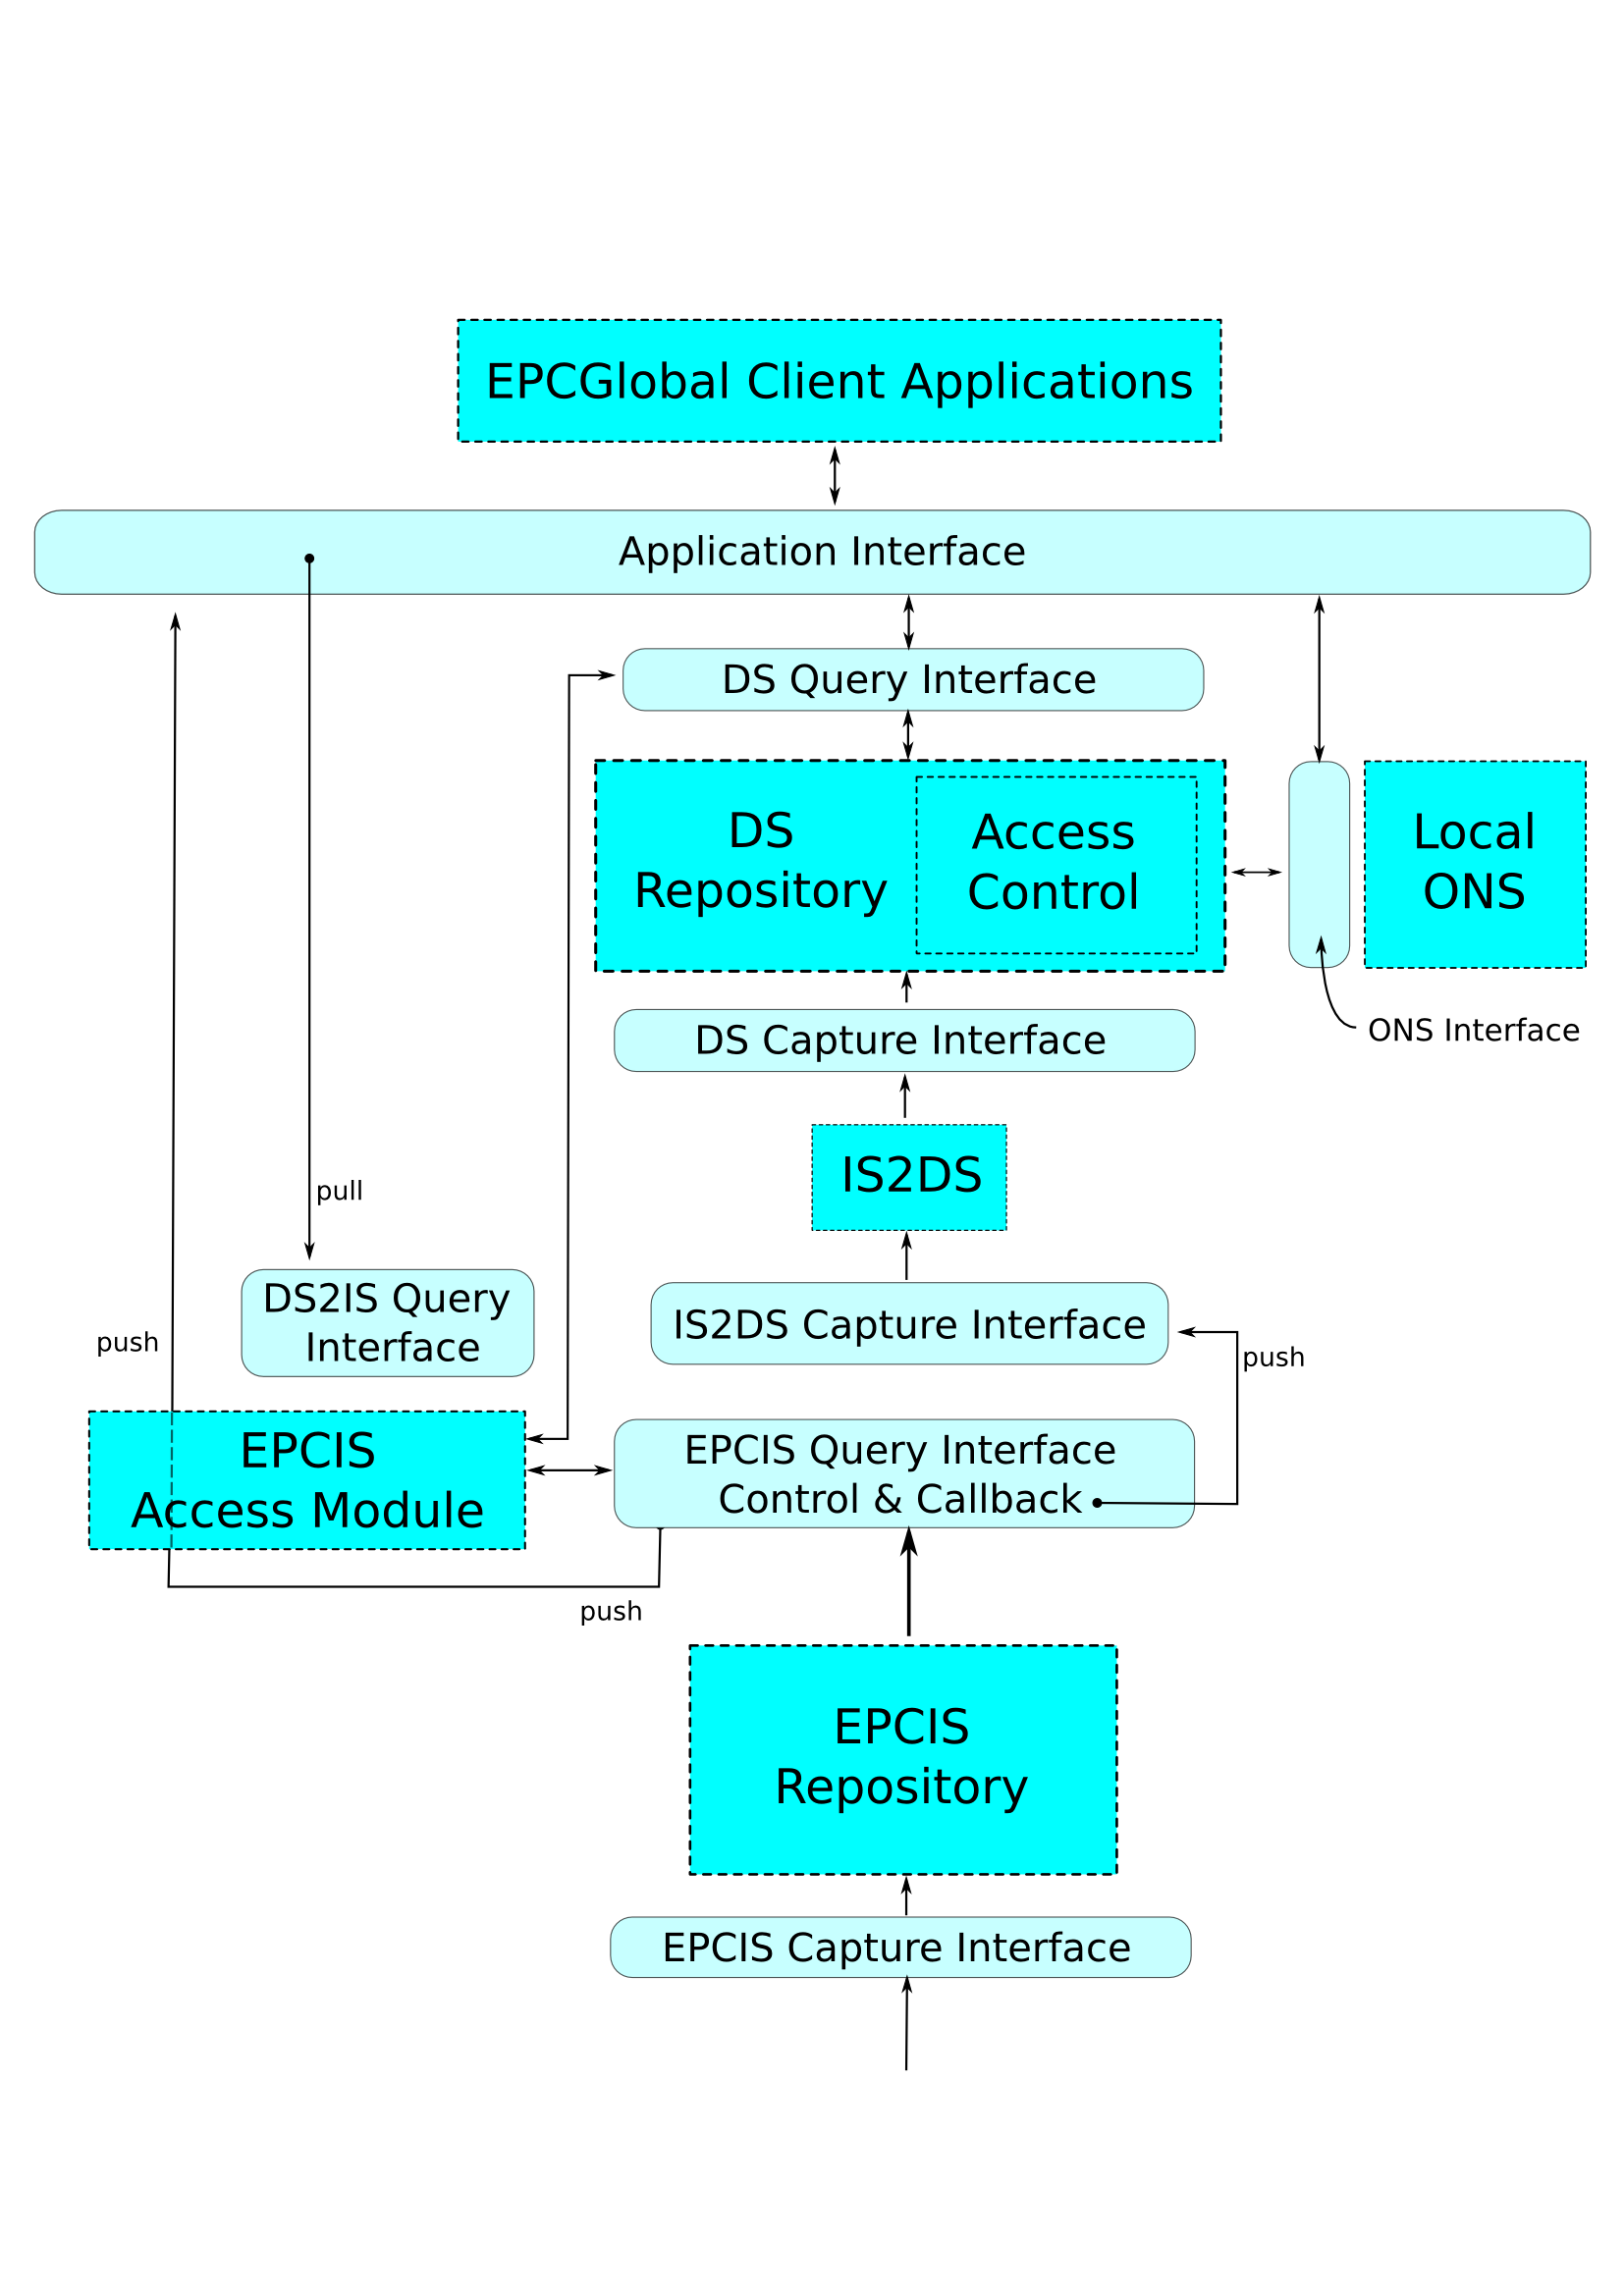 EPCGlobal Client Applications
Application Interface
DS Query Interface
DS
Repository
Access
Control
Local
ONS
ONS Interface
DS Capture Interface
IS2DS
pull
DS2IS Query
Interface
IS2DS Capture Interface
push
push
EPCIS
Access Module
EPCIS Query Interface
Control & Callback
push
EPCIS
Repository
EPCIS Capture Interface